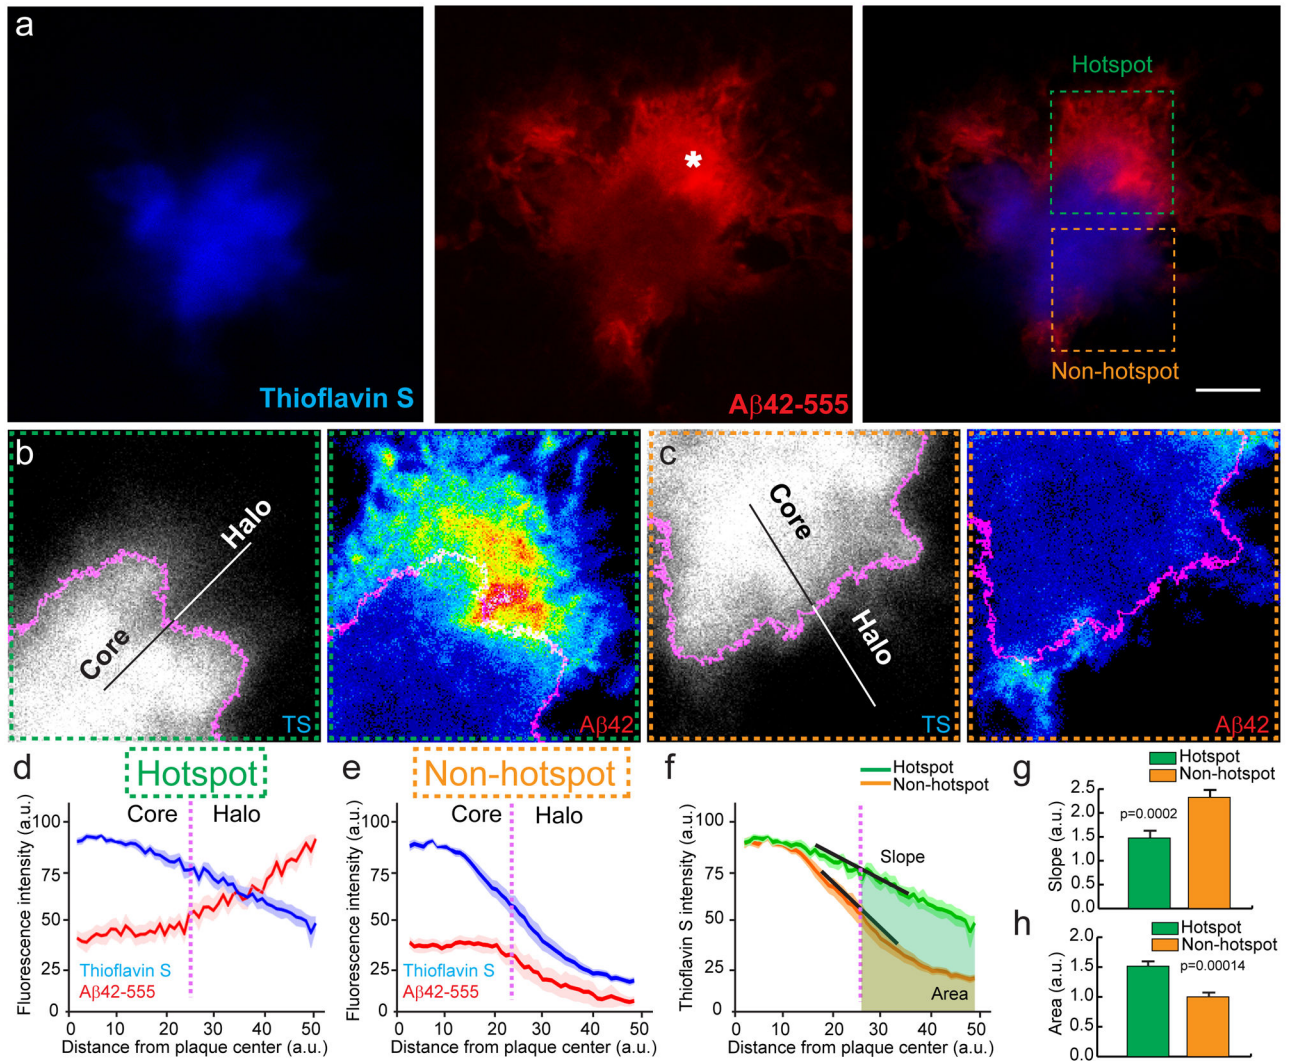 a
Thioflavin S
*
Aβ42-555
Hotspot
Non-hotspot
b
Core
Halo
TS
Aβ42
c
Core
Halo
TS
Aβ42
d
Hotspot
Core
Halo
Fluorescence intensity (a.u.)
100
75
50
25
0
Thioflavin S
Aβ42-555
0 10 20 30 40 50
Distance from plaque center (a.u.)
e
Non-hotspot
Core
Halo
Fluorescence intensity (a.u.)
100
75
50
25
0
Thioflavin S
Aβ42-555
0 10 20 30 40 50
Distance from plaque center (a.u.)
f
Hotspot
Non-hotspot
Thioflavin S intensity (a.u.)
100
75
50
25
0
Slope
Area
0 10 20 30 40 50
Distance from plaque center (a.u.)
g
Hotspot
Non-hotspot
Slope (a.u.)
2.5
2.0
1.5
1.0
0.5
0.0
p=0.0002
h
Hotspot
Non-hotspot
Area (a.u.)
2.0
1.5
1.0
0.5
0.0
p=0.00014